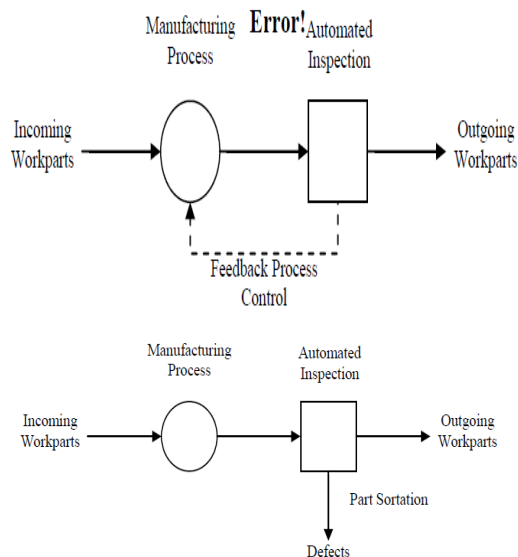 Manufacturing
Process
Error!
Automated
Inspection
Incoming
Workparts
Outgoing
Workparts
Feedback Process
Control
Manufacturing
Process
Automated
Inspection
Incoming
Workparts
Outgoing
Workparts
Part Sortation
Defects